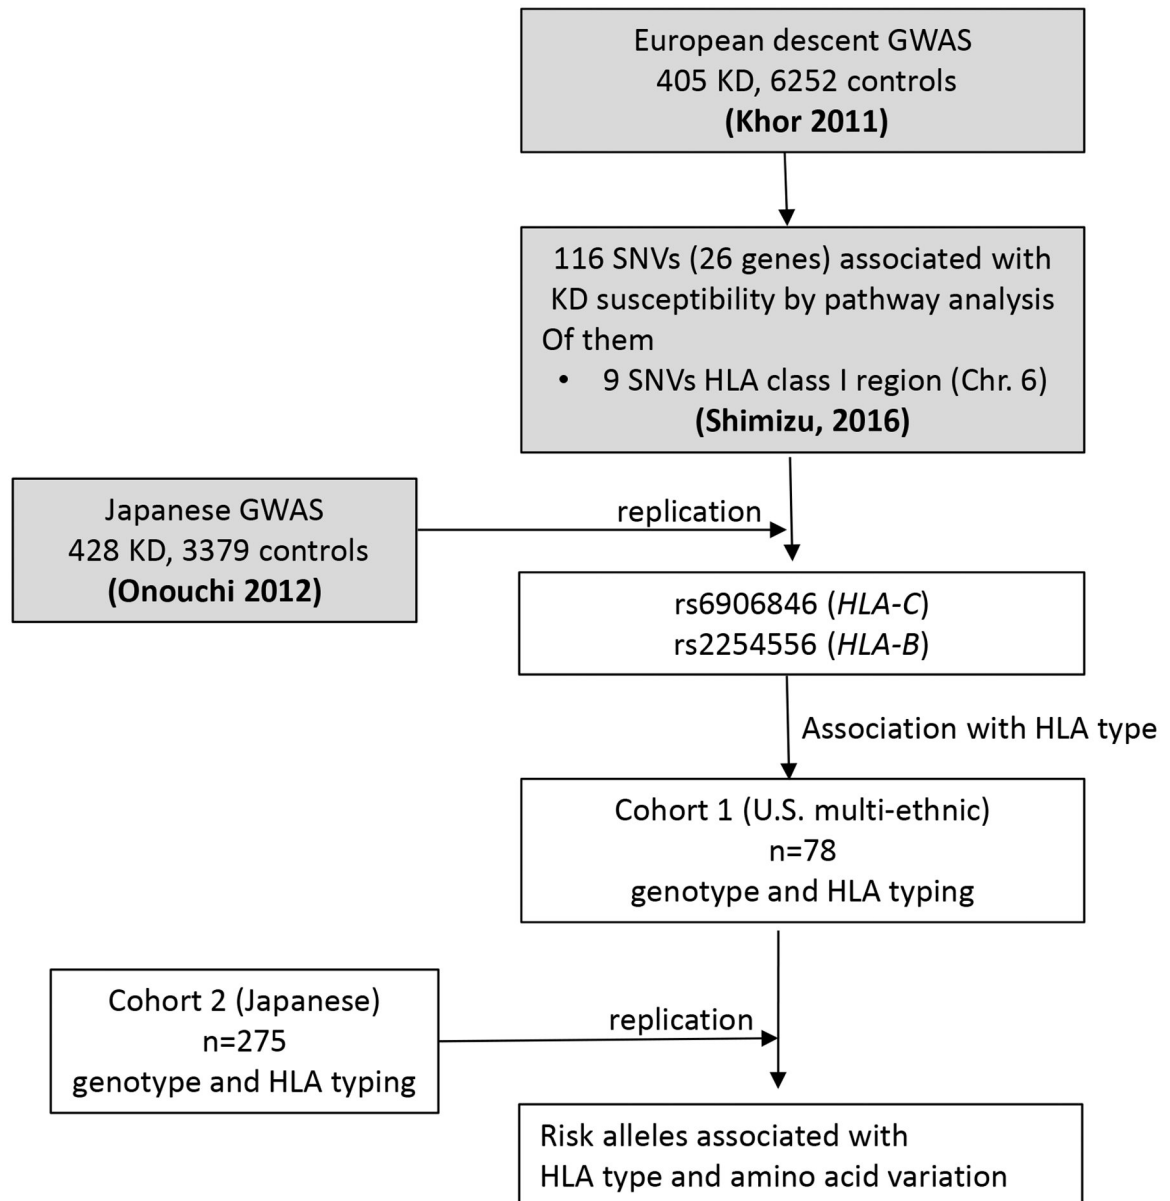 European descent GWAS
405 KD, 6252 controls
(Khor 2011)
116 SNVs (26 genes) associated with
KD susceptibility by pathway analysis
Of them
• 9 SNVs HLA class I region (Chr. 6)
(Shimizu, 2016)
Japanese GWAS
428 KD, 3379 controls
(Onouchi 2012)
replication
rs6906846 (HLA-C)
rs2254556 (HLA-B)
Association with HLA type
Cohort 1 (U.S. multi-ethnic)
n=78
genotype and HLA typing
Cohort 2 (Japanese)
n=275
genotype and HLA typing
replication
Risk alleles associated with
HLA type and amino acid variation